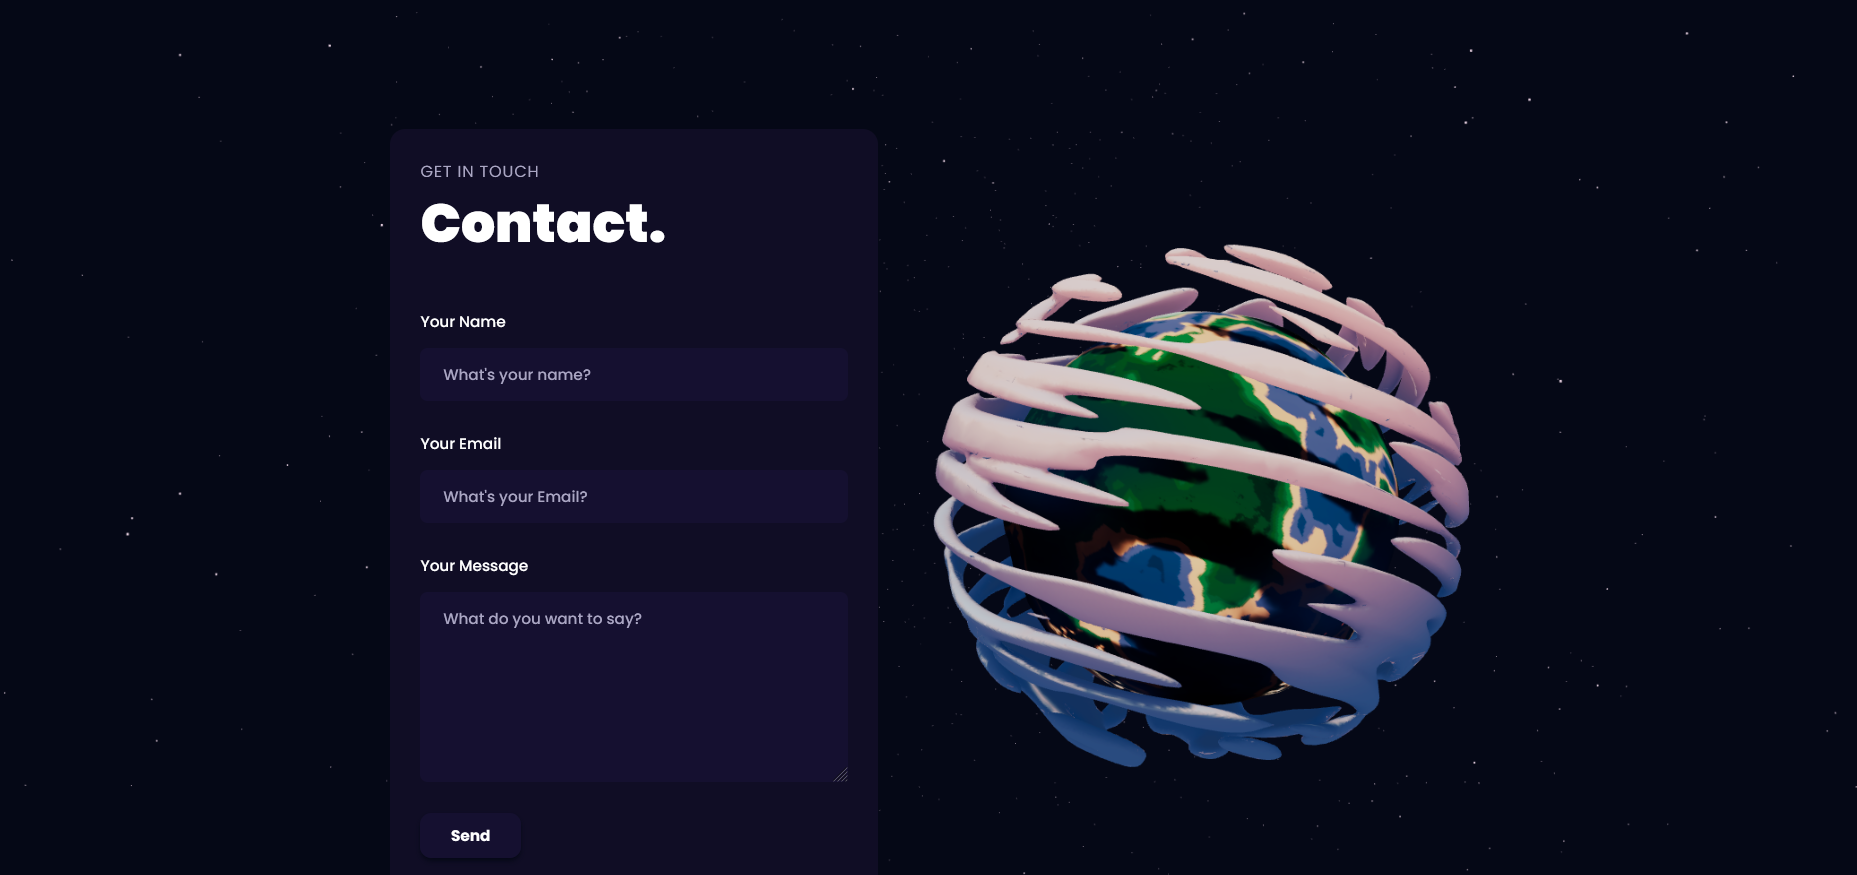 GET IN TOUCH
Contact.
Your Name
What's your name?
Your Email
What's your Email?
Your Message
What do you want to say?
Send